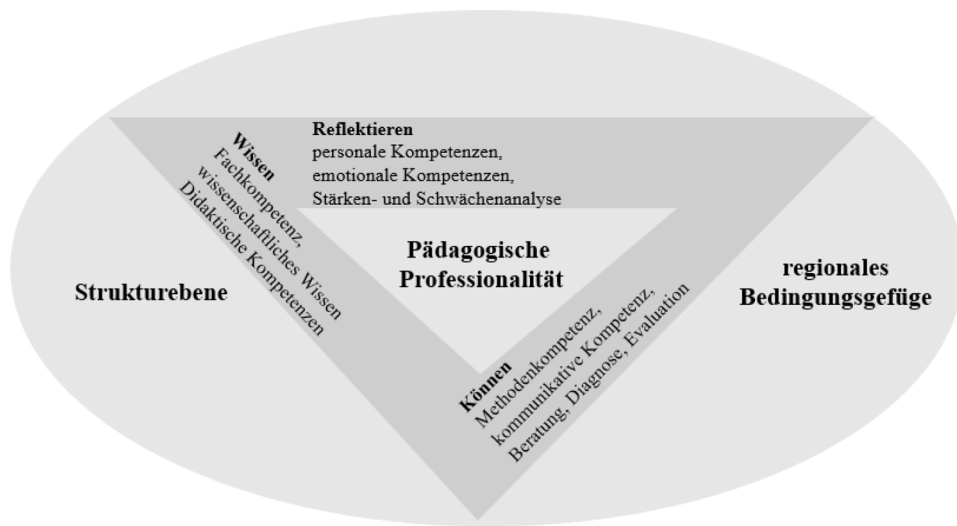 Reflektieren
personale Kompetenzen,
emotionale Kompetenzen,
Stärken- und Schwächenanalyse
Wissen
Fachkompetenz,
wissenschaftliches Wissen
Didaktische Kompetenzen
Pädagogische
Professionalität
Strukturebene
regionales
Bedingungsgefüge
Können
Methodenkompetenz,
kommunikative Kompetenz,
Beratung, Diagnose, Evaluation